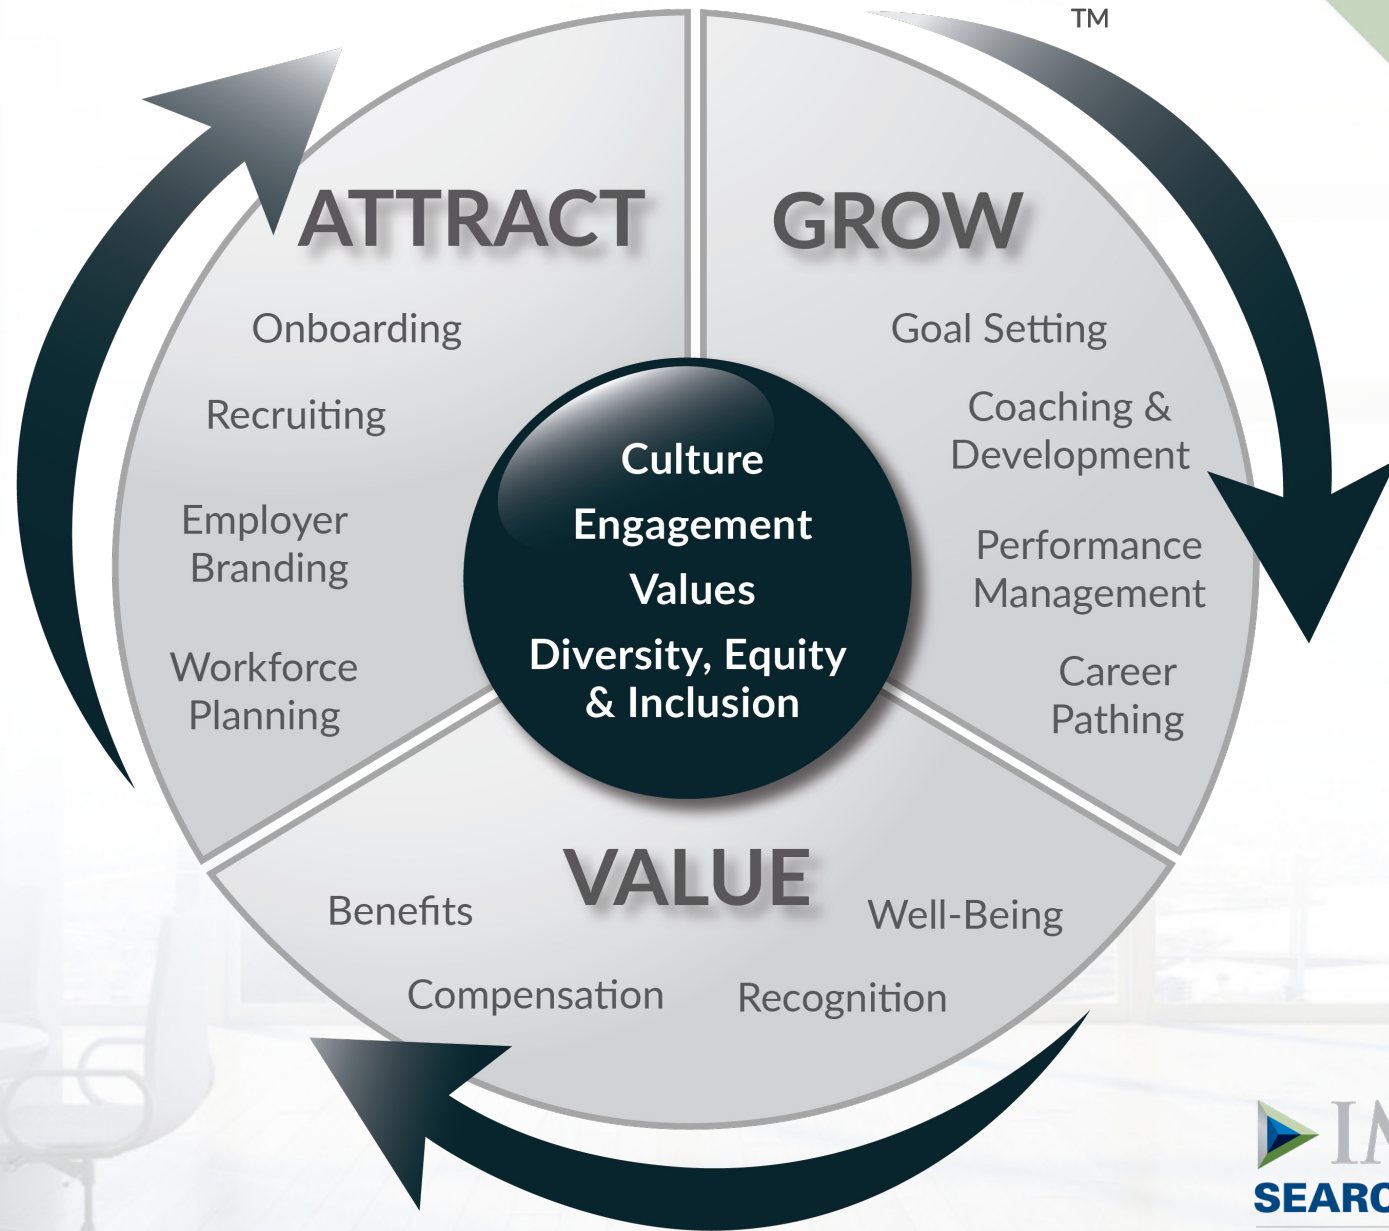 TM
ATTRACT
Onboarding
Recruiting
Employer
Branding
Workforce
Planning
GROW
Goal Setting
Coaching &
Development
Performance
Management
Career
Pathing
Culture
Engagement
Values
Diversity, Equity
& Inclusion
VALUE
Benefits
Well-Being
Compensation
Recognition